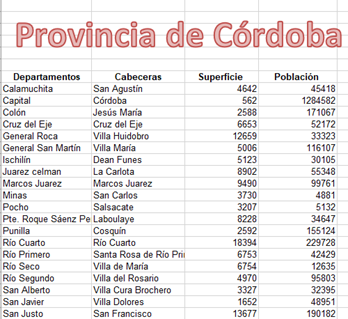 Provincia de Córdoba
Departamentos Cabeceras Superficie Población
Calamuchita San Agustín 4642 45418
Capital Córdoba 562 1284582
Colón Jesús María 2588 171067
Cruz del Eje Cruz del Eje 6653 52172
General Roca Villa Huidobro 12659 33323
General San Martín Villa María 5006 116107
Ischilín Dean Funes 5123 30105
Juarez celman La Carlota 8902 55348
Marcos Juarez Marcos Juarez 9490 99761
Minas San Carlos 3730 4881
Pocho Salsacate 3207 5132
Pte. Roque Sáenz Pe Laboulaye 8228 34647
Punilla Cosquín 2592 155124
Río Cuarto Río Cuarto 18394 229728
Río Primero Santa Rosa de Río Pri 6753 42429
Río Seco Villa de María 6754 12635
Río Segundo Villa del Rosario 4970 95803
San Alberto Villa Cura Brochero 3327 32395
San Javier Villa Dolores 1652 48951
San Justo San Francisco 13677 190182